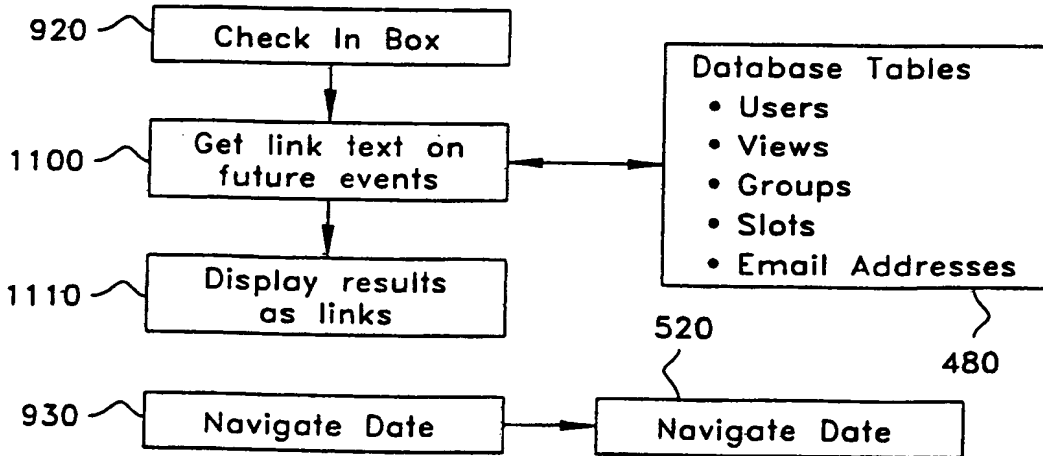 920
Check In Box
1100
Get link text on
future events
1110
Display results
as links
Database Tables
• Users
• Views
• Groups
• Slots
• Email Addresses
480
930
Navigate Date
520
Navigate Date